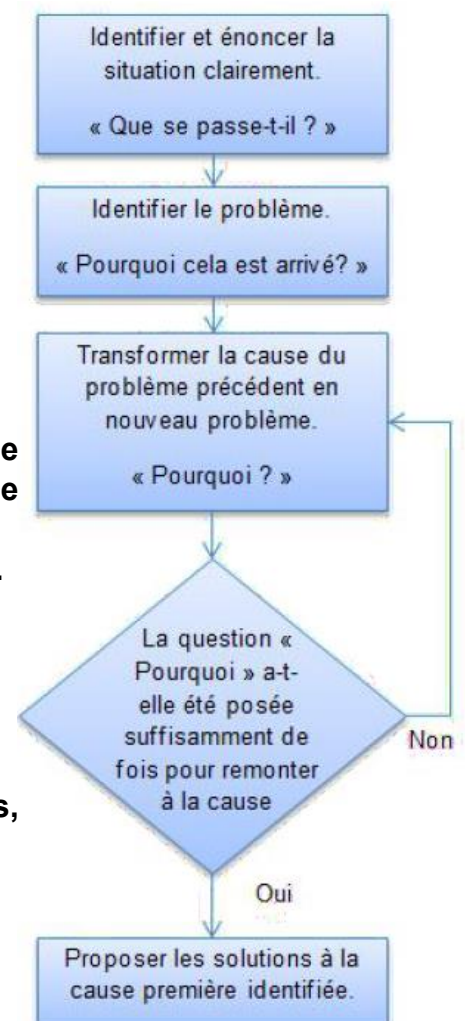 Identifier et énoncer la
situation clairement.
« Que se passe-t-il ? »
Identifier le problème.
« Pourquoi cela est arrivé? »
Transformer la cause du
problème précédent en
nouveau problème.
« Pourquoi ? »
e
e
.
La question «
Pourquoi » a-t-
elle été posée
suffisamment de
fois pour remonter
à la cause
Non
s,
Oui
Proposer les solutions à la
cause première identifiée.